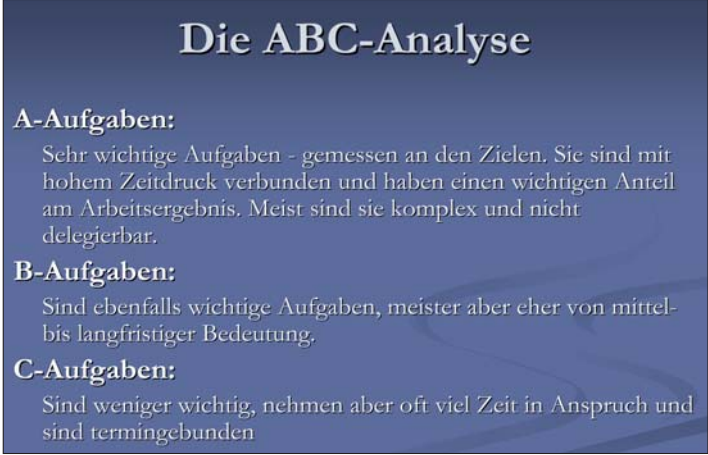 Die ABC-Analyse
A-Aufgaben:
Sehr wichtige Aufgaben - gemessen an den Zielen. Sie sind mit
hohem Zeitdruck verbunden und haben einen wichtigen Anteil
am Arbeitsergebnis. Meist sind sie komplex und nicht
delegierbar.
B-Aufgaben:
Sind ebenfalls wichtige Aufgaben, meister aber eher von mittel-
bis langfristiger Bedeutung.
C-Aufgaben:
Sind weniger wichtig, nehmen aber oft viel Zeit in Anspruch und
sind termingebunden